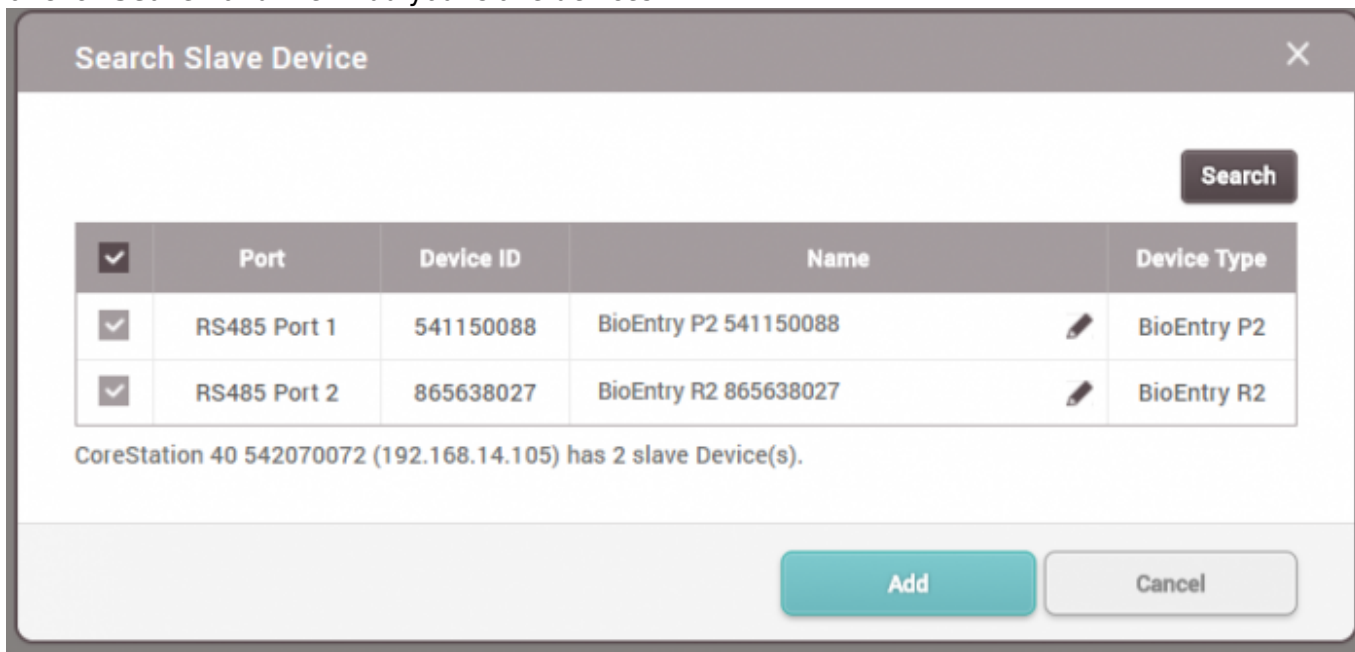 Search Slave Device
Search
Port Device ID Name Device Type
RS485 Port 1 541150088 BioEntry P2 541150088 BioEntry P2
RS485 Port 2 865638027 BioEntry R2 865638027 BioEntry R2
CoreStation 40 542070072 (192.168.14.105) has 2 slave Device(s).
Add Cancel